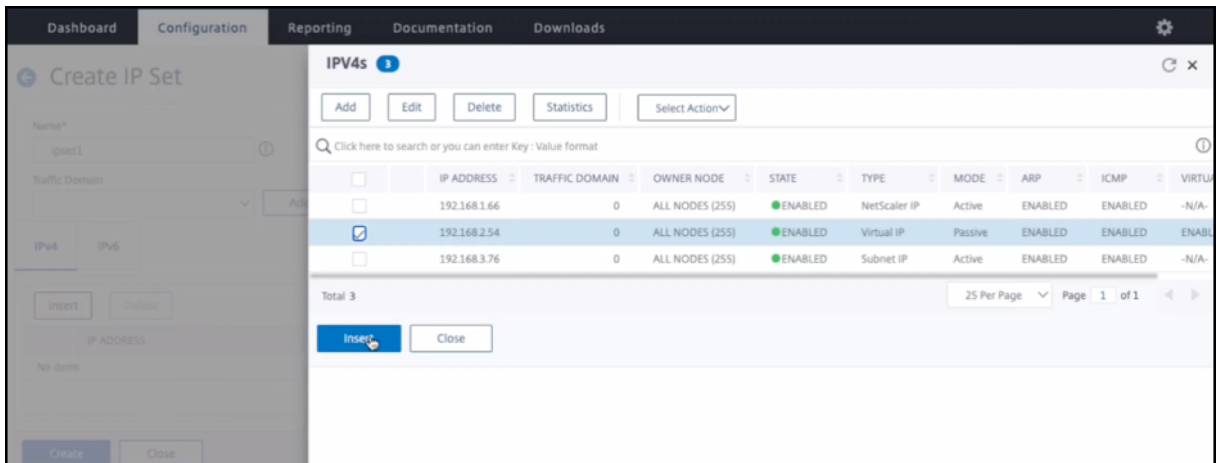 Dashboard Configuration Reporting Documentation Downloads
Create IP Set
Name*
ipset1
Traffic Domain
Add
IPv4 IPv6
Insert Delete
IP ADDRESS
No items
Create Close
IPV4s 3
Add Edit Delete Statistics Select Action
Click here to search or you can enter Key : Value format
IP ADDRESS TRAFFIC DOMAIN OWNER NODE STATE TYPE MODE ARP ICMP VIRTUA
192.168.1.66 0 ALL NODES (255) ENABLED NetScaler IP Active ENABLED ENABLED -N/A-
192.168.2.54 0 ALL NODES (255) ENABLED Virtual IP Passive ENABLED ENABLED ENABL
192.168.3.76 0 ALL NODES (255) ENABLED Subnet IP Active ENABLED ENABLED -N/A-
Total 3
25 Per Page Page 1 of 1
Insert Close